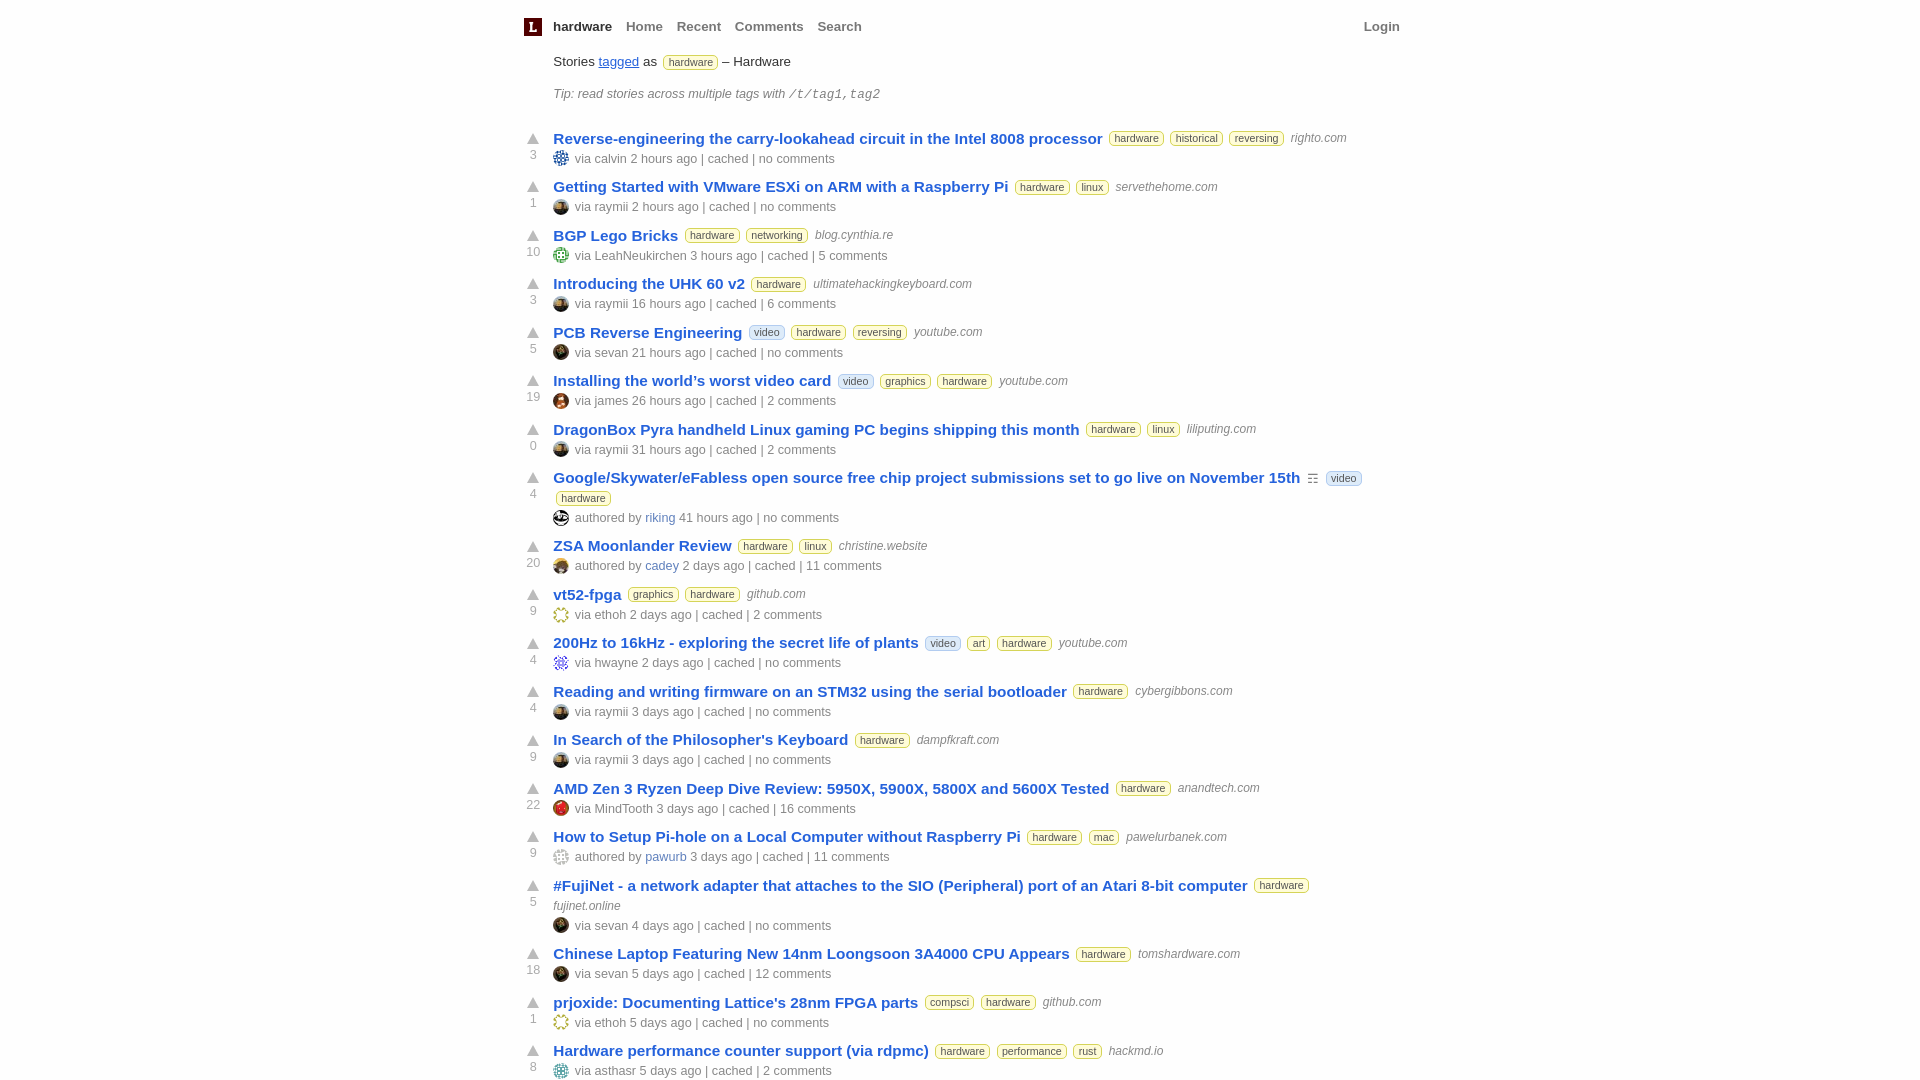 L hardware Home Recent Comments Search Login
Stories tagged as hardware – Hardware
Tip: read stories across multiple tags with /t/tag1,tag2
Reverse-engineering the carry-lookahead circuit in the Intel 8008 processor hardware historical reversing righto.com
3 via calvin 2 hours ago | cached | no comments
Getting Started with VMware ESXi on ARM with a Raspberry Pi hardware linux servethehome.com
1 via raymii 2 hours ago | cached | no comments
BGP Lego Bricks hardware networking blog.cynthia.re
10 via LeahNeukirchen 3 hours ago | cached | 5 comments
Introducing the UHK 60 v2 hardware ultimatehackingkeyboard.com
3 via raymii 16 hours ago | cached | 6 comments
PCB Reverse Engineering video hardware reversing youtube.com
5 via sevan 21 hours ago | cached | no comments
Installing the world’s worst video card video graphics hardware youtube.com
19 via james 26 hours ago | cached | 2 comments
DragonBox Pyra handheld Linux gaming PC begins shipping this month hardware linux liliputing.com
0 via raymii 31 hours ago | cached | 2 comments
Google/Skywater/eFabless open source free chip project submissions set to go live on November 15th ☶ video
4 hardware
authored by riking 41 hours ago | no comments
ZSA Moonlander Review hardware linux christine.website
20 authored by cadey 2 days ago | cached | 11 comments
vt52-fpga graphics hardware github.com
9 via ethoh 2 days ago | cached | 2 comments
200Hz to 16kHz - exploring the secret life of plants video art hardware youtube.com
4 via hwayne 2 days ago | cached | no comments
Reading and writing firmware on an STM32 using the serial bootloader hardware cybergibbons.com
4 via raymii 3 days ago | cached | no comments
In Search of the Philosopher's Keyboard hardware dampfkraft.com
9 via raymii 3 days ago | cached | no comments
AMD Zen 3 Ryzen Deep Dive Review: 5950X, 5900X, 5800X and 5600X Tested hardware anandtech.com
22 via MindTooth 3 days ago | cached | 16 comments
How to Setup Pi-hole on a Local Computer without Raspberry Pi hardware mac pawelurbanek.com
9 authored by pawurb 3 days ago | cached | 11 comments
#FujiNet - a network adapter that attaches to the SIO (Peripheral) port of an Atari 8-bit computer hardware
5 fujinet.online
via sevan 4 days ago | cached | no comments
Chinese Laptop Featuring New 14nm Loongsoon 3A4000 CPU Appears hardware tomshardware.com
18 via sevan 5 days ago | cached | 12 comments
prjoxide: Documenting Lattice's 28nm FPGA parts compsci hardware github.com
1 via ethoh 5 days ago | cached | no comments
Hardware performance counter support (via rdpmc) hardware performance rust hackmd.io
8 via asthasr 5 days ago | cached | 2 comments